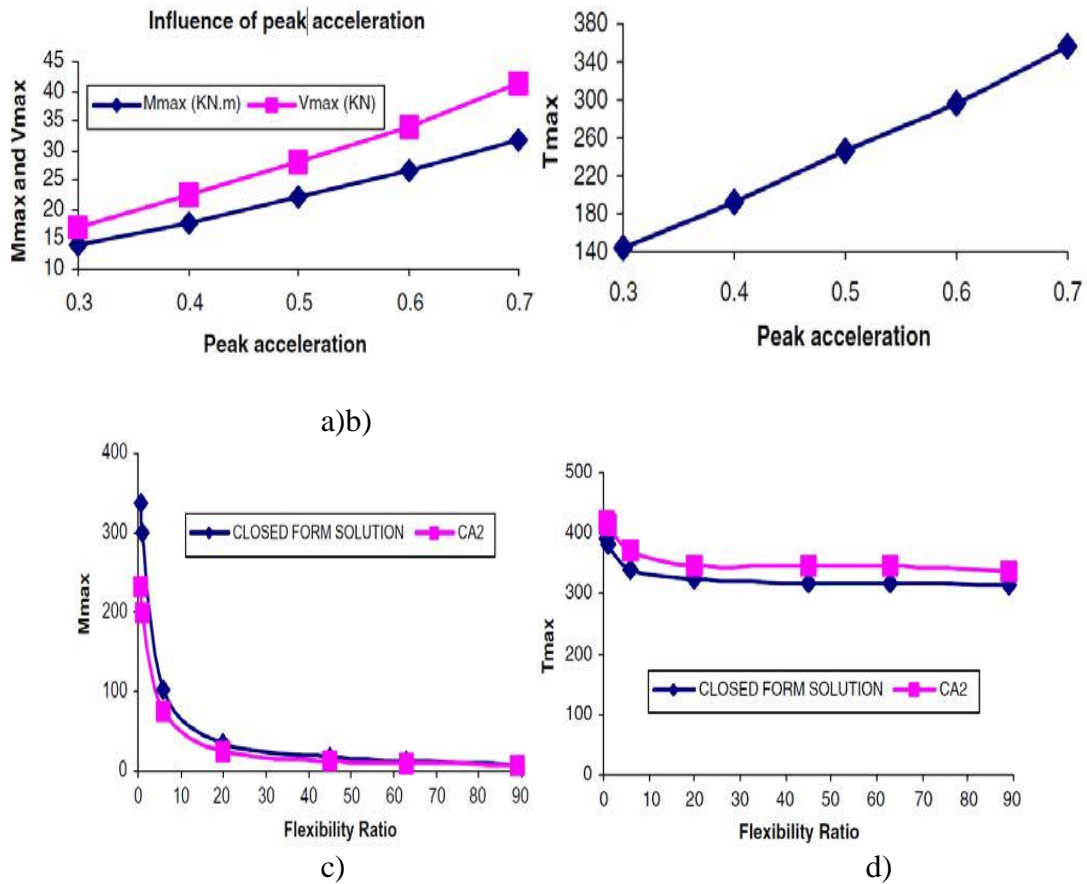 Influence of peak acceleration
45
40
35
30
25
20
15
10
Mmax and Vmax
Mmax (KN.m) Vmax (KN)
0.3 0.4 0.5 0.6 0.7
Peak acceleration
380
340
300
260
220
180
140
Tmax
0.3 0.4 0.5 0.6 0.7
Peak acceleration
a)b)
400
300
200
100
0
Mmax
CLOSED FORM SOLUTION CA2
0 10 20 30 40 50 60 70 80 90
Flexibility Ratio
c)
500
400
300
200
100
0
Tmax
CLOSED FORM SOLUTION CA2
0 10 20 30 40 50 60 70 80 90
Flexibility Ratio
d)